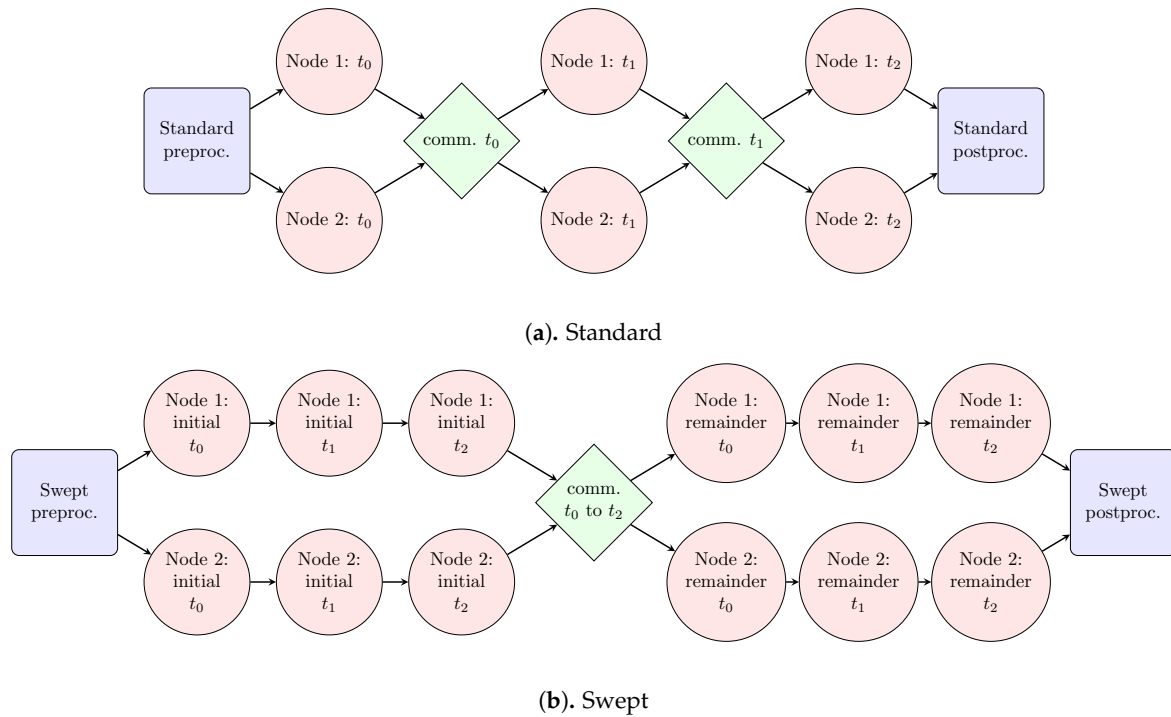 Node 1: t₀
Node 1: t₁
Node 1: t₂
Standard
preproc.
comm. t₀
comm. t₁
Standard
postproc.
Node 2: t₀
Node 2: t₁
Node 2: t₂
(a). Standard
Node 1:
initial
t₀
Node 1:
initial
t₁
Node 1:
initial
t₂
Node 1:
remainder
t₀
Node 1:
remainder
t₁
Node 1:
remainder
t₂
Swept
preproc.
comm.
t₀ to t₂
Swept
postproc.
Node 2:
initial
t₀
Node 2:
initial
t₁
Node 2:
initial
t₂
Node 2:
remainder
t₀
Node 2:
remainder
t₁
Node 2:
remainder
t₂
(b). Swept